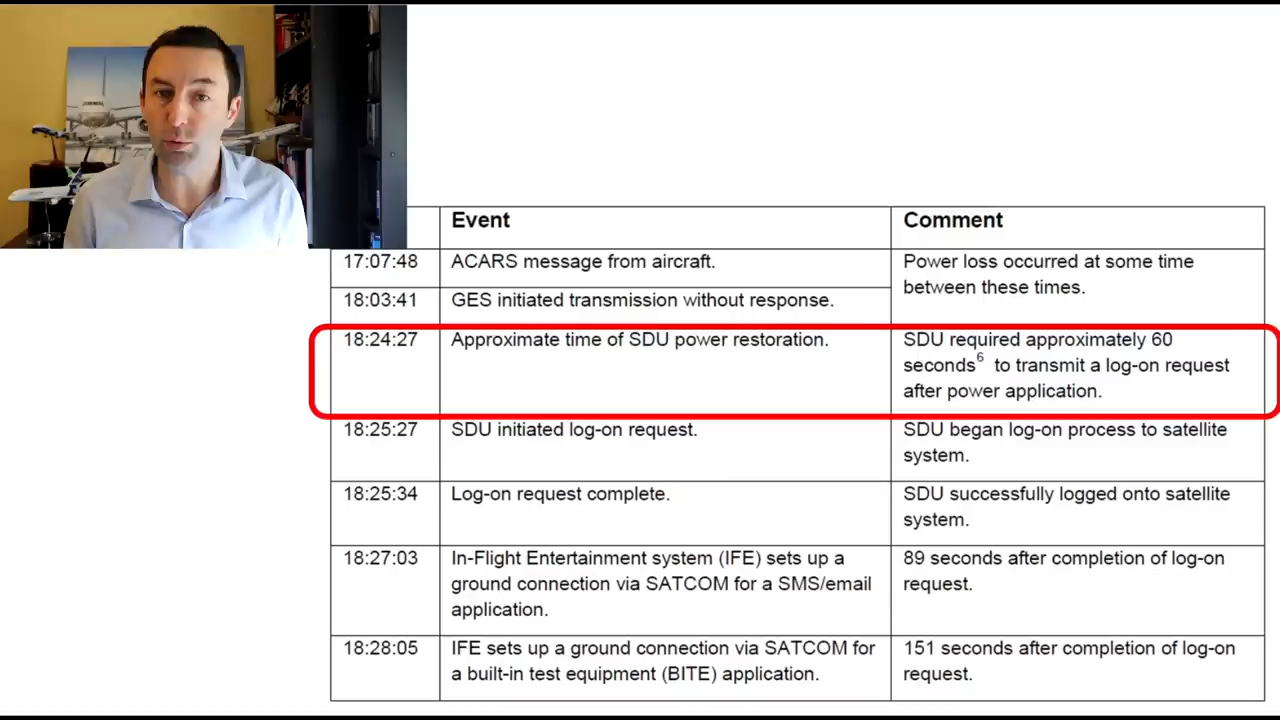 Event
Comment
17:07:48
ACARS message from aircraft.
Power loss occurred at some time
between these times.
18:03:41
GES initiated transmission without response.
18:24:27
Approximate time of SDU power restoration.
SDU required approximately 60
seconds6 to transmit a log-on request
after power application.
18:25:27
SDU initiated log-on request.
SDU began log-on process to satellite
system.
18:25:34
Log-on request complete.
SDU successfully logged onto satellite
system.
18:27:03
In-Flight Entertainment system (IFE) sets up a
ground connection via SATCOM for a SMS/email
application.
89 seconds after completion of log-on
request.
18:28:05
IFE sets up a ground connection via SATCOM for
a built-in test equipment (BITE) application.
151 seconds after completion of log-on
request.